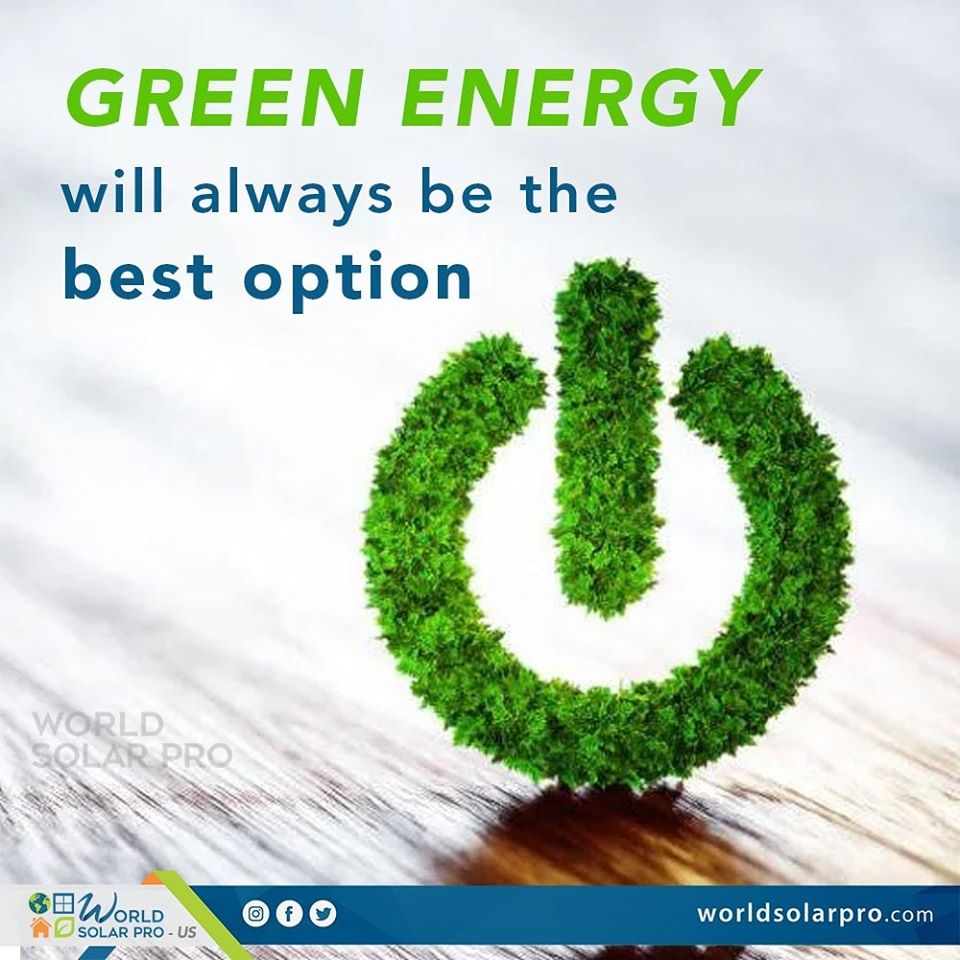 GREEN ENERGY
will always be the
best option
WORLD
SOLAR PRO
WORLD
SOLAR PRO - US
worldsolarpro.com